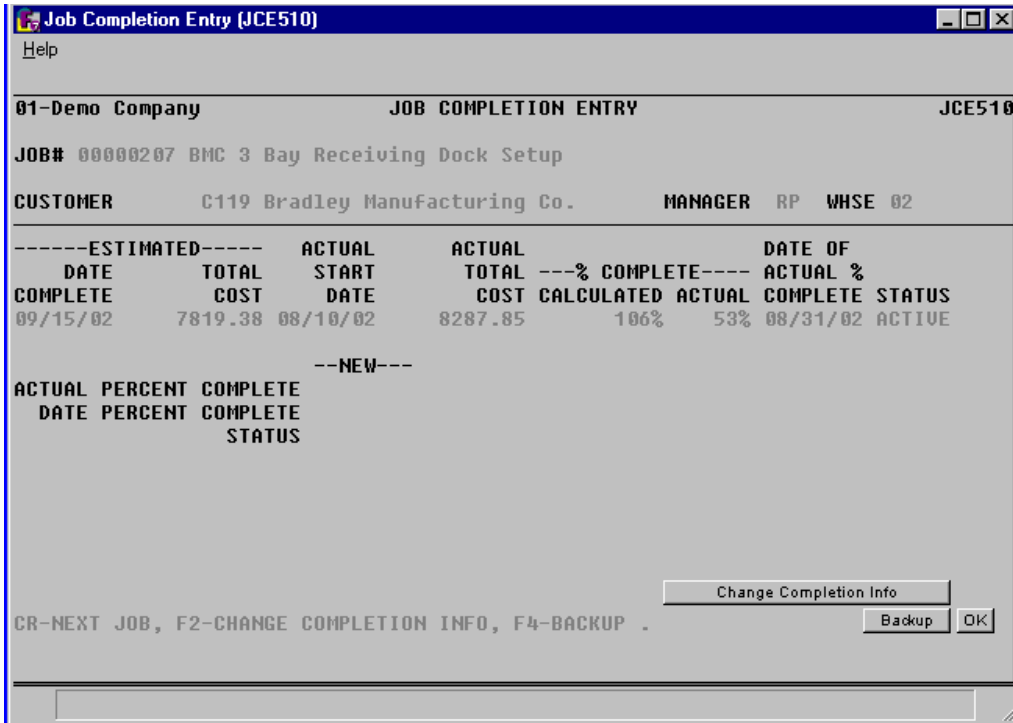 Job Completion Entry (JCE510)
Help
01-Demo Company JOB COMPLETION ENTRY JCE510
JOB# 00000207 BMC 3 Bay Receiving Dock Setup
CUSTOMER C119 Bradley Manufacturing Co. MANAGER RP WHSE 02
------ESTIMATED----- ACTUAL ACTUAL DATE OF
DATE TOTAL START TOTAL ---% COMPLETE---- ACTUAL %
COMPLETE COST DATE COST CALCULATED ACTUAL COMPLETE STATUS
09/15/02 7819.38 08/10/02 8287.85 106% 53% 08/31/02 ACTIVE
--NEW---
ACTUAL PERCENT COMPLETE
DATE PERCENT COMPLETE
STATUS
Change Completion Info
CR-NEXT JOB, F2-CHANGE COMPLETION INFO, F4-BACKUP . Backup OK